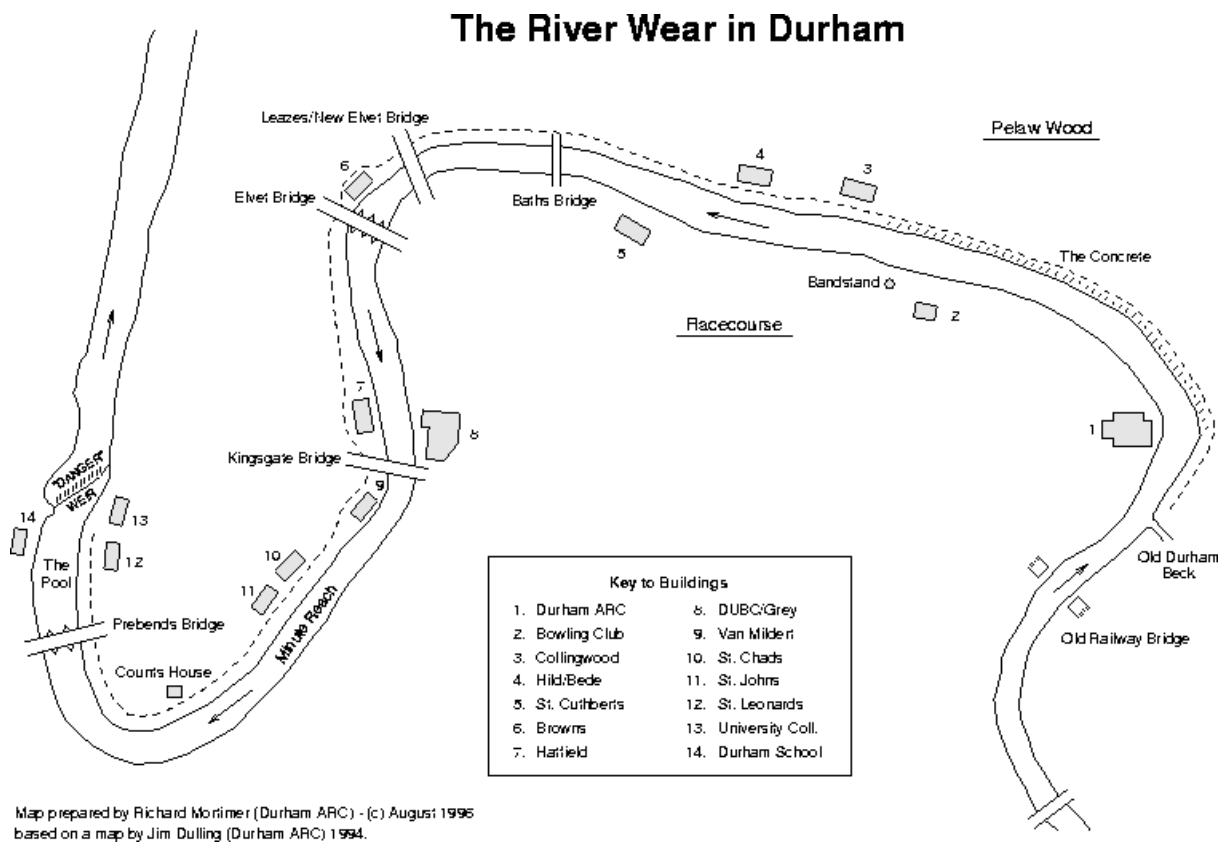 The River Wear in Durham
Leazes/New Elvet Bridge
Pelaw Wood
6
4
3
Elvet Bridge
Baths Bridge
5
The Concrete
Bandstand
2
Racecourse
7
8
1
Kingsgate Bridge
"DANGER"
WEIR
9
14
13
12
The
Pool
10
11
Minute Reach
Old Durham
Beck
Prebends Bridge
Old Railway Bridge
Counts House
Key to Buildings
1. Durham ARC
2. Bowling Club
3. Collingwood
4. Hild/Bede
5. St. Cuthberts
6. Browns
7. Hatfield
8. DUBC/Grey
9. Van Mildert
10. St. Chads
11. St. Johns
12. St. Leonards
13. University Coll.
14. Durham School
Map prepared by Richard Mortimer (Durham ARC) - (c) August 1996
based on a map by Jim Dulling (Durham ARC) 1994.